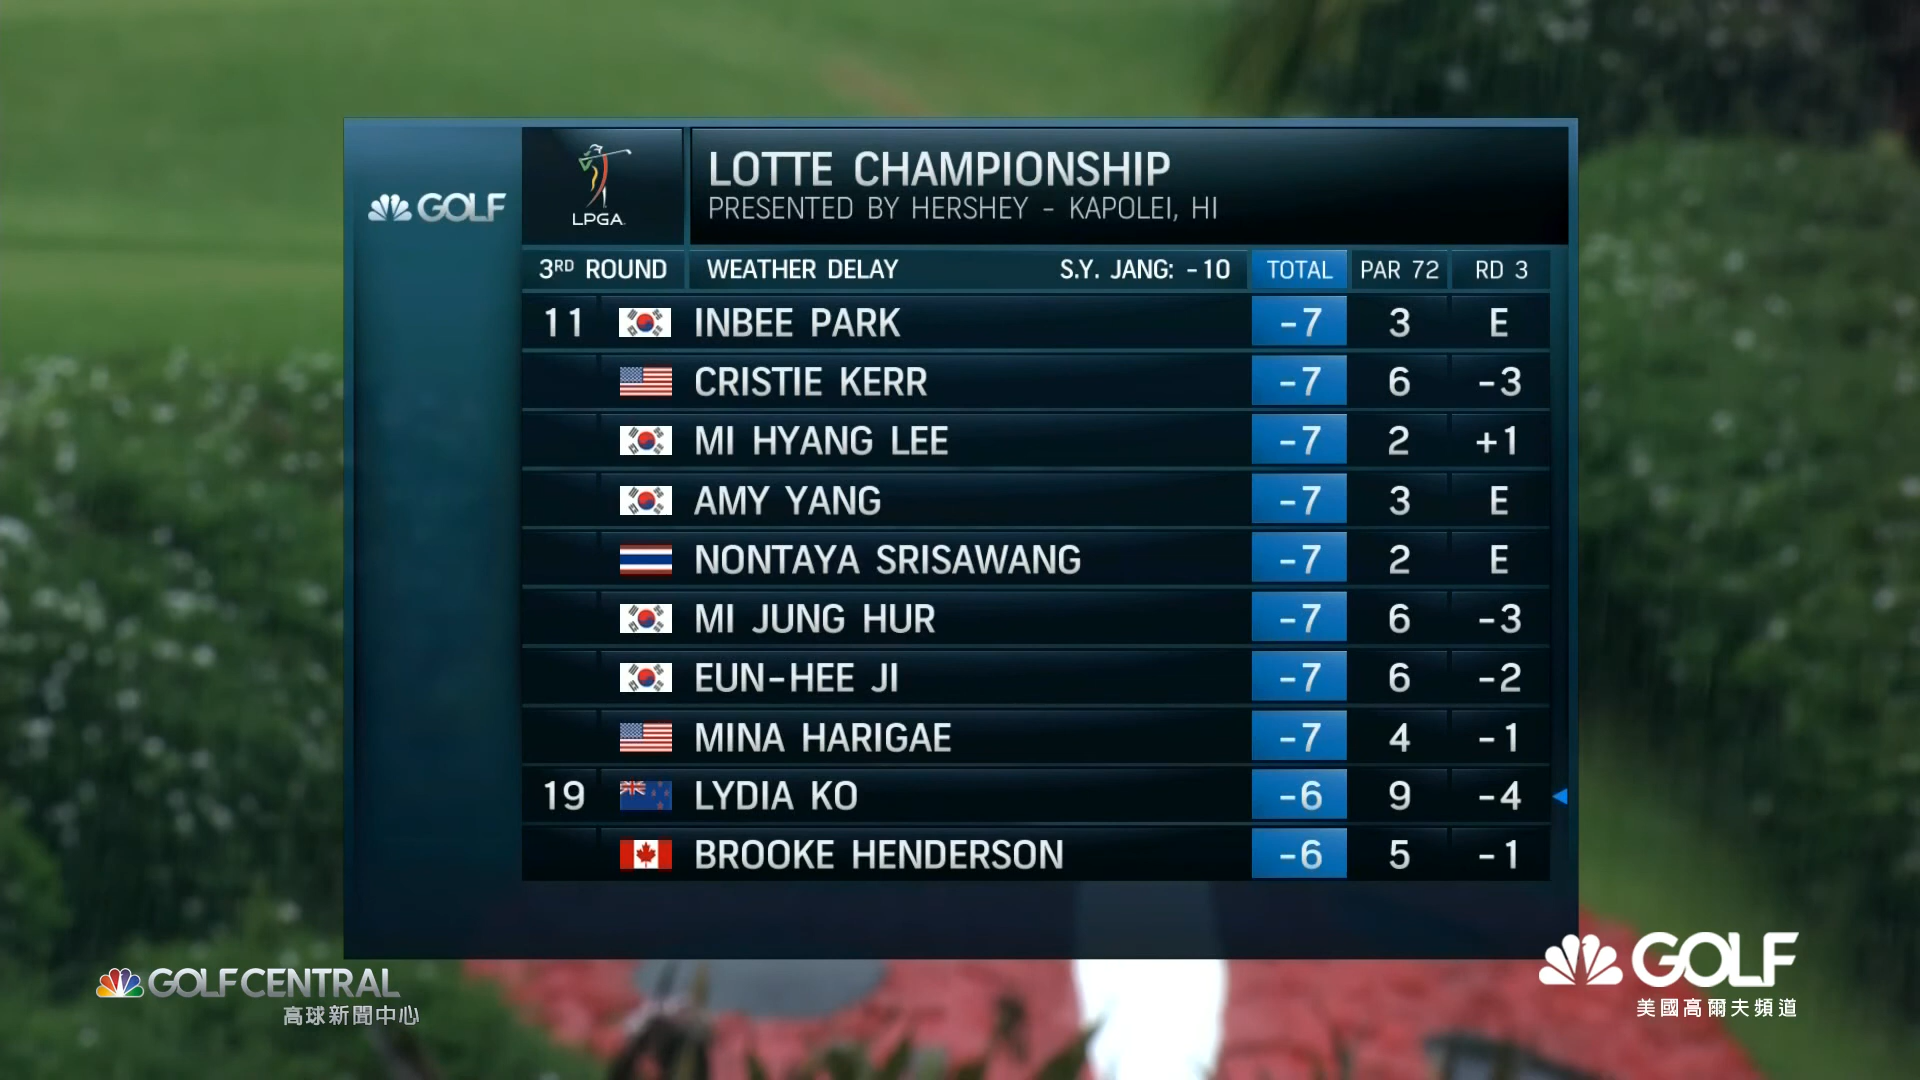 GOLF
LPGA
LOTTE CHAMPIONSHIP
PRESENTED BY HERSHEY - KAPOLEI, HI
3RD ROUND WEATHER DELAY S.Y. JANG: -10 TOTAL PAR 72 RD 3
11 INBEE PARK -7 3 E
CRISTIE KERR -7 6 -3
MI HYANG LEE -7 2 +1
AMY YANG -7 3 E
NONTAYA SRISAWANG -7 2 E
MI JUNG HUR -7 6 -3
EUN-HEE JI -7 6 -2
MINA HARIGAE -7 4 -1
19 LYDIA KO -6 9 -4
BROOKE HENDERSON -6 5 -1
GOLF CENTRAL
高球新聞中心
GOLF
美國高爾夫頻道